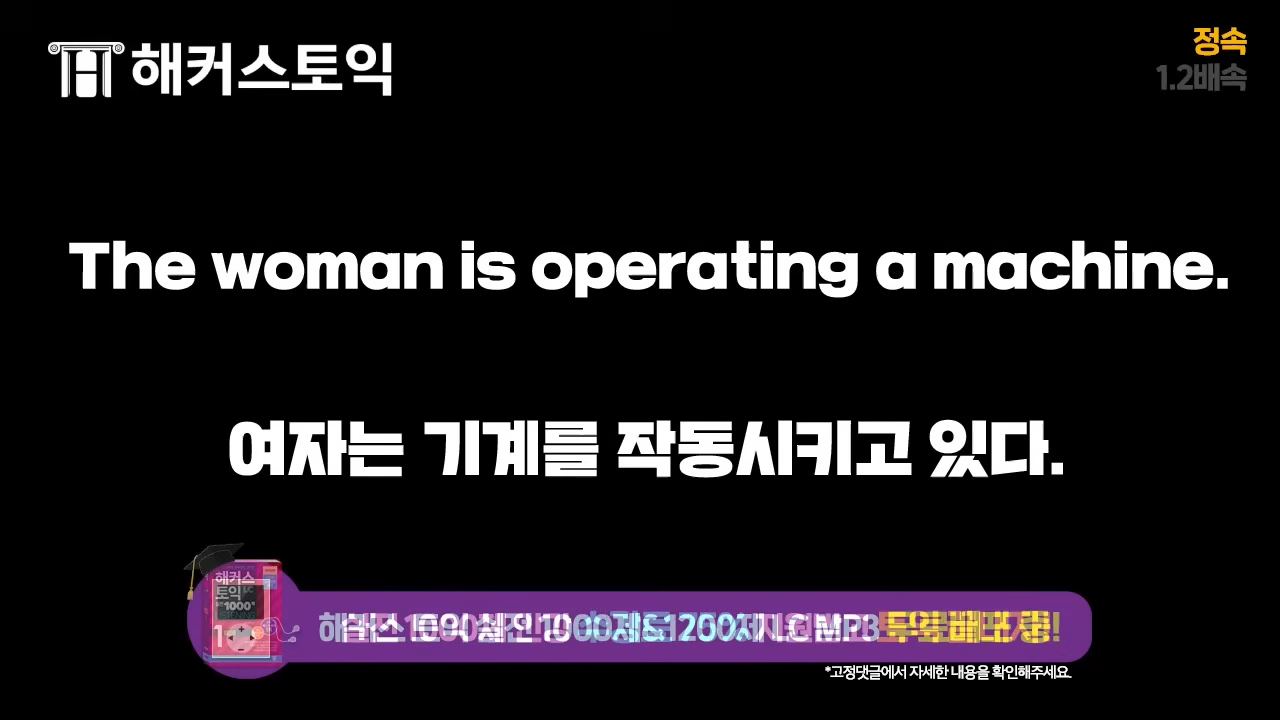 해커스토익
정속
1.2배속
The woman is operating a machine.
여자는 기계를 작동시키고 있다.
해커스
토익
1000
MP3
*고정댓글에서 자세한 내용을 확인해주세요.